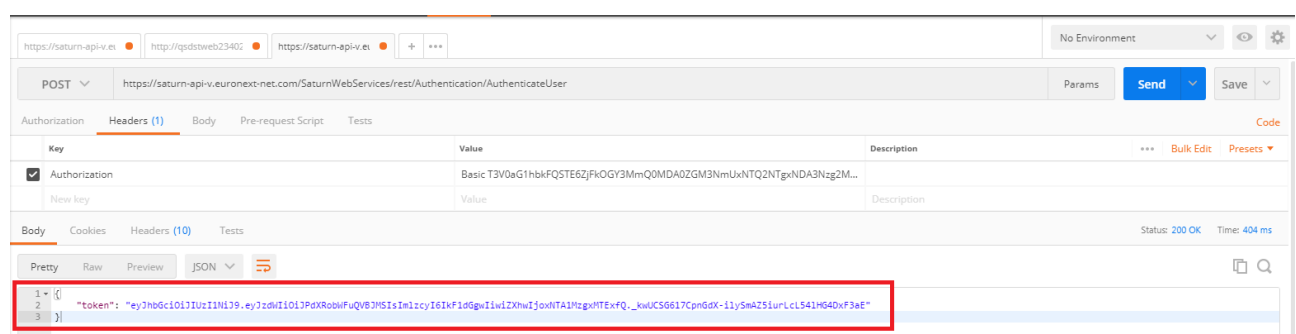 https://saturn-api-v.eu
http://qsdstweb23402
https://saturn-api-v.eu
+
•••
No Environment
POST
https://saturn-api-v.euronext-net.com/SaturnWebServices/rest/Authentication/AuthenticateUser
Params
Send
Save
Authorization
Headers (1)
Body
Pre-request Script
Tests
Code
Key
Value
Description
•••
Bulk Edit
Presets
Authorization
Basic T3V0aG1hbkFQSTE6ZjFkOGY3MmQ0MDA0ZGM3NmUxNTQ2NTgxNDA3Nzg2M...
New key
Value
Description
Body
Cookies
Headers (10)
Tests
Status: 200 OK
Time: 404 ms
Pretty
Raw
Preview
JSON
1 {
2 "token": "eyJhbGciOiJIUzI1NiJ9.eyJzdWIiOiJPdXRobWFuQVBJMSIsImlzcyI6IkF1dGgwIiwiZXhwIjoxNTA1MzgxMTExfQ._kwUCSG617CpnGdX-ilySmAZ5iurLcL541HG4DxF3aE"
3 }